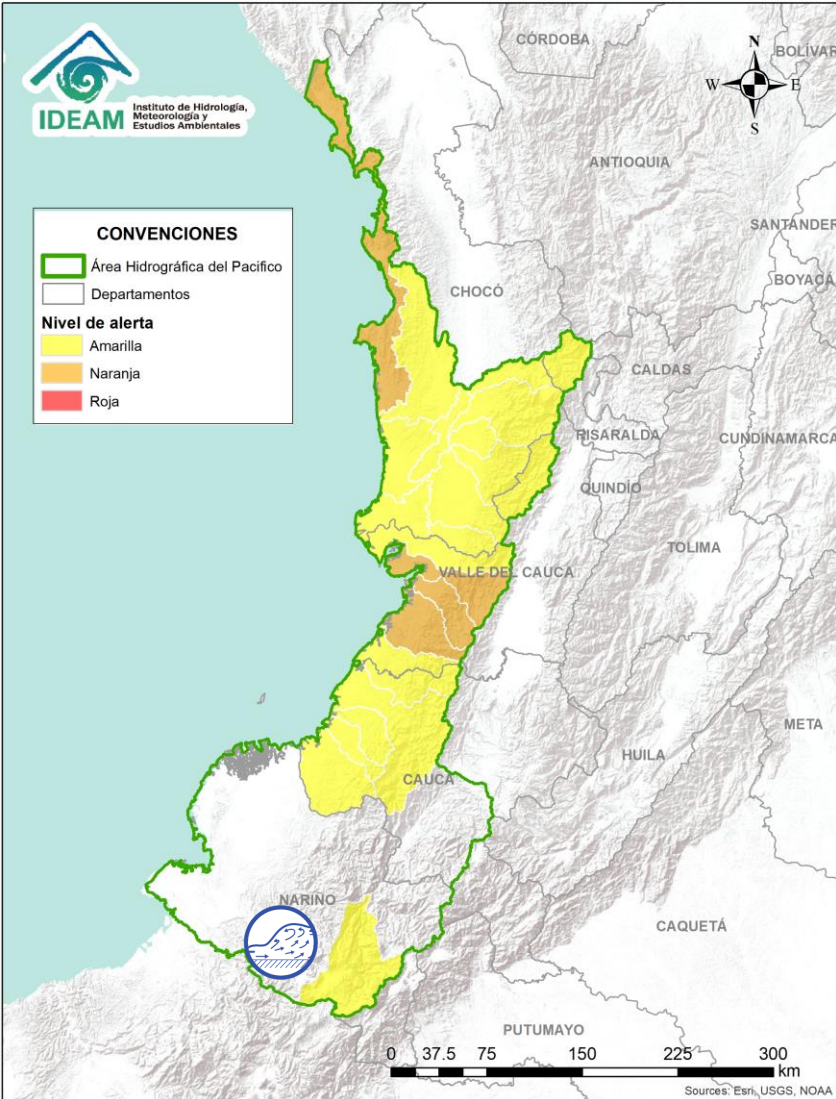 IDEAM
Instituto de Hidrología,
Meteorología y
Estudios Ambientales
N
W
E
S
CÓRDOBA
BOLÍVAR
ANTIOQUIA
SANTANDER
BOYACÁ
CHOCÓ
CALDAS
RISARALDA
CUNDINAMARCA
QUINDÍO
TOLIMA
VALLE DEL CAUCA
META
HUILA
CAUCA
NARIÑO
CAQUETÁ
PUTUMAYO
CONVENCIONES
Área Hidrográfica del Pacifico
Departamentos
Nivel de alerta
Amarilla
Naranja
Roja
0 37.5 75 150 225 300
km
Sources: Esri, USGS, NOAA